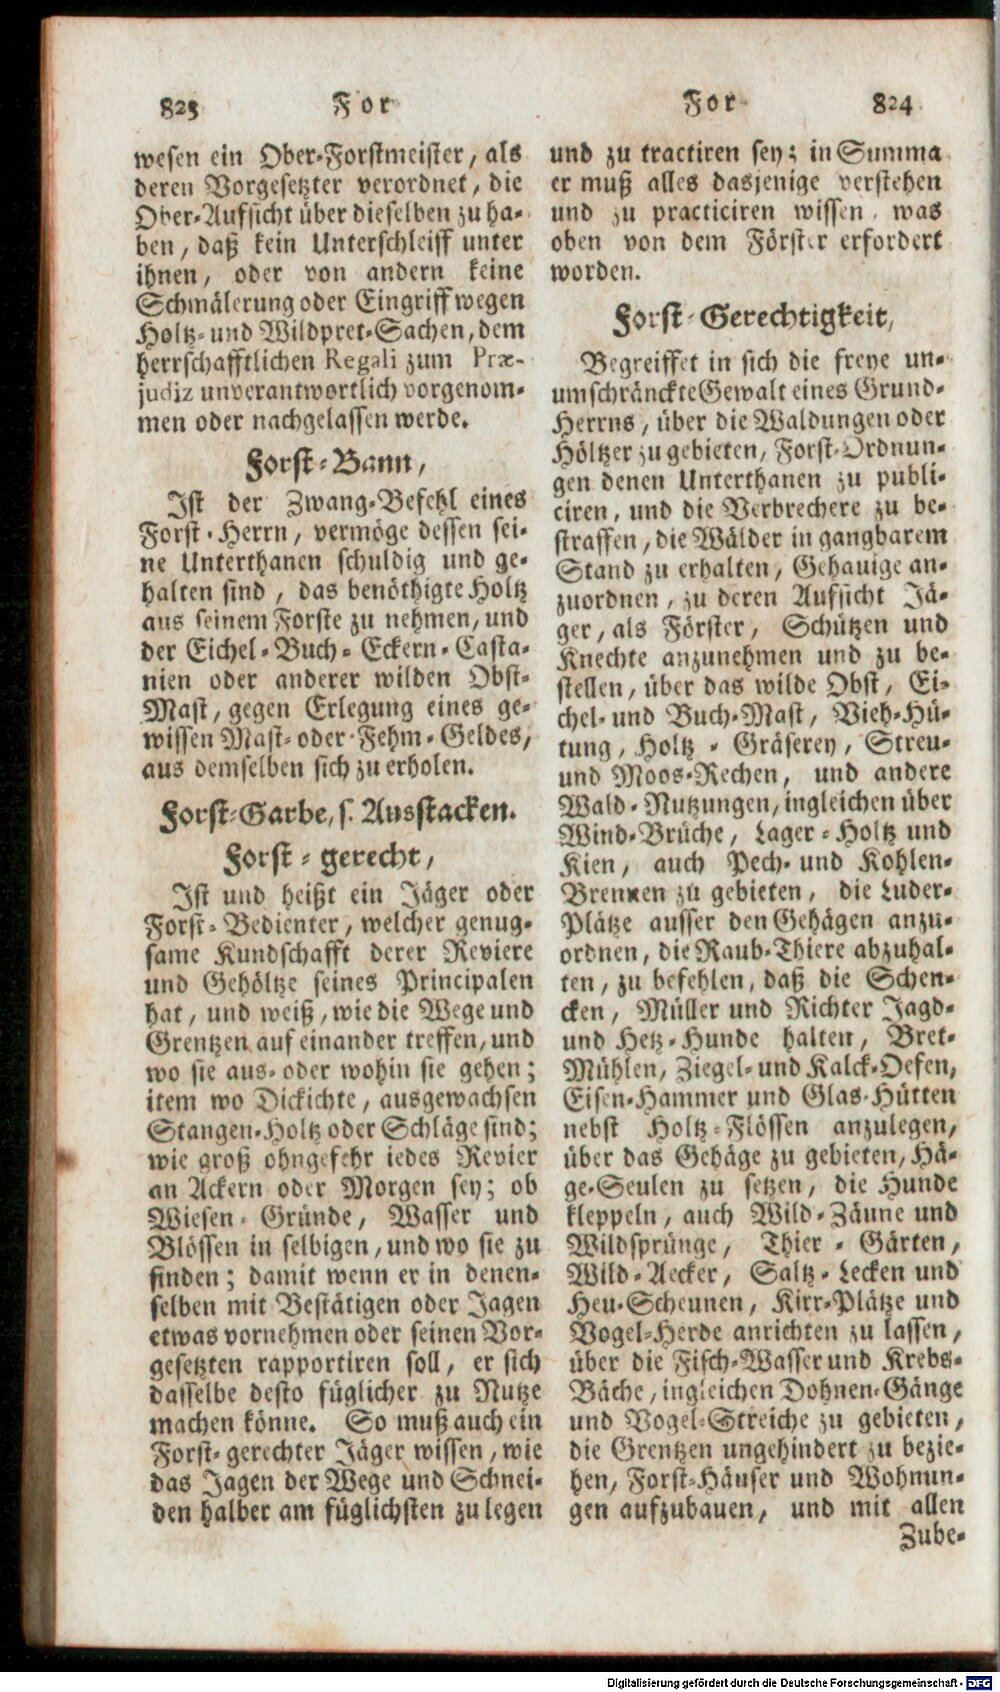 823 For
wesen ein Ober-Forstmeister, als
deren Vorgesetzter verordnet, die
Ober-Aufsicht über dieselben zu ha-
ben, daß kein Unterschleiff unter
ihnen, oder von andern keine
Schmälerung oder Eingriff wegen
Holtz- und Wildpret-Sachen, dem
herrschafftlichen Regali zum Præ-
judiz unverantwortlich vorgenom-
men oder nachgelassen werde.
Forst-Bann,
Ist der Zwang-Befehl eines
Forst-Herrn, vermöge dessen sei-
ne Unterthanen schuldig und ge-
halten sind, das benöthigte Holtz
aus seinem Forste zu nehmen, und
der Eichel-Buch-Eckern-Casta-
nien oder anderer wilden Obst-
Mast, gegen Erlegung eines ge-
wissen Mast- oder Fehm-Geldes,
aus demselben sich zu erholen.
Forst-Garbe, s. Ausstacken.
Forst-gerecht,
Ist und heißt ein Jäger oder
Forst-Bedienter, welcher genug-
same Kundschafft derer Reviere
und Gehöltze seines Principalen
hat, und weiß, wie die Wege und
Grentzen auf einander treffen, und
wo sie aus- oder wohin sie gehen;
item wo Dickichte, ausgewachsen
Stangen-Holtz oder Schläge sind;
wie groß ohngefehr iedes Revier
an Ackern oder Morgen sey; ob
Wiesen-Gründe, Wasser und
Blössen in selbigen, und wo sie zu
finden; damit wenn er in denen-
selben mit Bestätigen oder Jagen
etwas vornehmen oder seinen Vor-
gesetzten rapportiren soll, er sich
dasselbe desto füglicher zu Nutze
machen könne. So muß auch ein
Forst-gerechter Jäger wissen, wie
das Jagen der Wege und Schnei-
den halber am füglichsten zu legen
For 824
und zu tractiren sey; in Summa
er muß alles dasjenige verstehen
und zu practiciren wissen, was
oben von dem Förster erfordert
worden.
Forst-Gerechtigkeit,
Begreiffet in sich die freye un-
umschränckte Gewalt eines Grund-
Herrns, über die Waldungen oder
Höltzer zu gebieten, Forst-Ordnun-
gen denen Unterthanen zu publi-
ciren, und die Verbrechere zu be-
straffen, die Wälder in gangbarem
Stand zu erhalten, Gehauige an-
zuordnen, zu deren Aufsicht Jä-
ger, als Förster, Schützen und
Knechte anzunehmen und zu be-
stellen, über das wilde Obst, Ei-
chel- und Buch-Mast, Vieh-Hü-
tung, Holtz-Gräserey, Streu-
und Moos-Rechen, und andere
Wald-Nutzungen, ingleichen über
Wind-Brüche, Lager-Holtz und
Kien, auch Pech- und Kohlen-
Brennen zu gebieten, die Luder-
Plätze ausser den Gehägen anzu-
ordnen, die Raub-Thiere abzuhal-
ten, zu befehlen, daß die Schen-
cken, Müller und Richter Jagd-
und Hetz-Hunde halten, Bret-
Mühlen, Ziegel- und Kalck-Oefen,
Eisen-Hammer und Glas-Hütten
nebst Holtz-Flössen anzulegen,
über das Gehäge zu gebieten, Hä-
ge-Seulen zu setzen, die Hunde
kleppeln, auch Wild-Zäune und
Wildsprünge, Thier-Gärten,
Wild-Aecker, Saltz-Lecken und
Heu-Scheunen, Kirr-Plätze und
Vogel-Herde anrichten zu lassen,
über die Fisch-Wasser und Krebs-
Bäche, ingleichen Dohnen-Gänge
und Vogel-Streiche zu gebieten,
die Grentzen ungehindert zu bezie-
hen, Forst-Häuser und Wohnun-
gen aufzubauen, und mit allen
Zube-
Digitalisierung gefördert durch die Deutsche Forschungsgemeinschaft - DFG